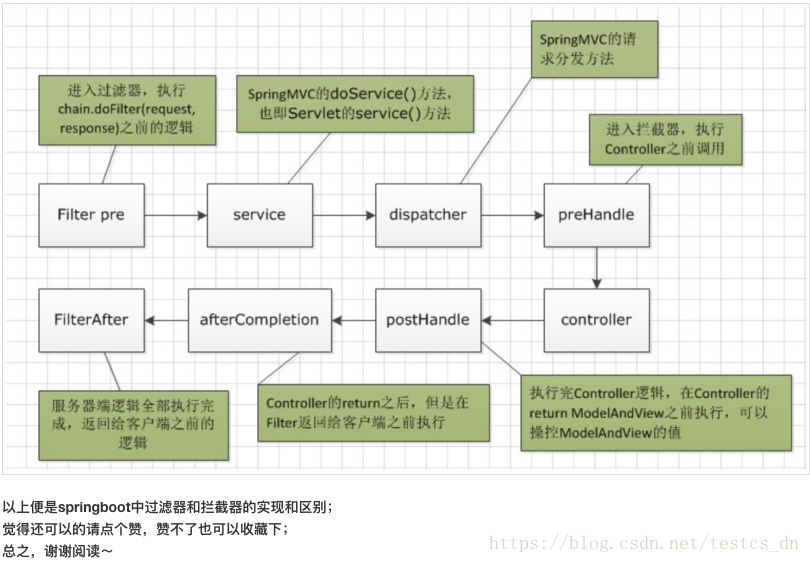 SpringMVC的请
求分发方法
进入过滤器，执行
chain.doFilter(request,
response)之前的逻辑
SpringMVC的doService()方法，
也即Servlet的service()方法
进入拦截器，执行
Controller之前调用
Filter pre
service
dispatcher
preHandle
FilterAfter
afterCompletion
postHandle
controller
服务器端逻辑全部执行完
成，返回给客户端之前的
逻辑
Controller的return之后，但是在
Filter返回给客户端之前执行
执行完Controller逻辑，在Controller的
return ModelAndView之前执行，可以
操控ModelAndView的值
以上便是springboot中过滤器和拦截器的实现和区别；
觉得还可以的请点个赞，赞不了也可以收藏下；
总之，谢谢阅读～
https://blog.csdn.net/testcs_dn